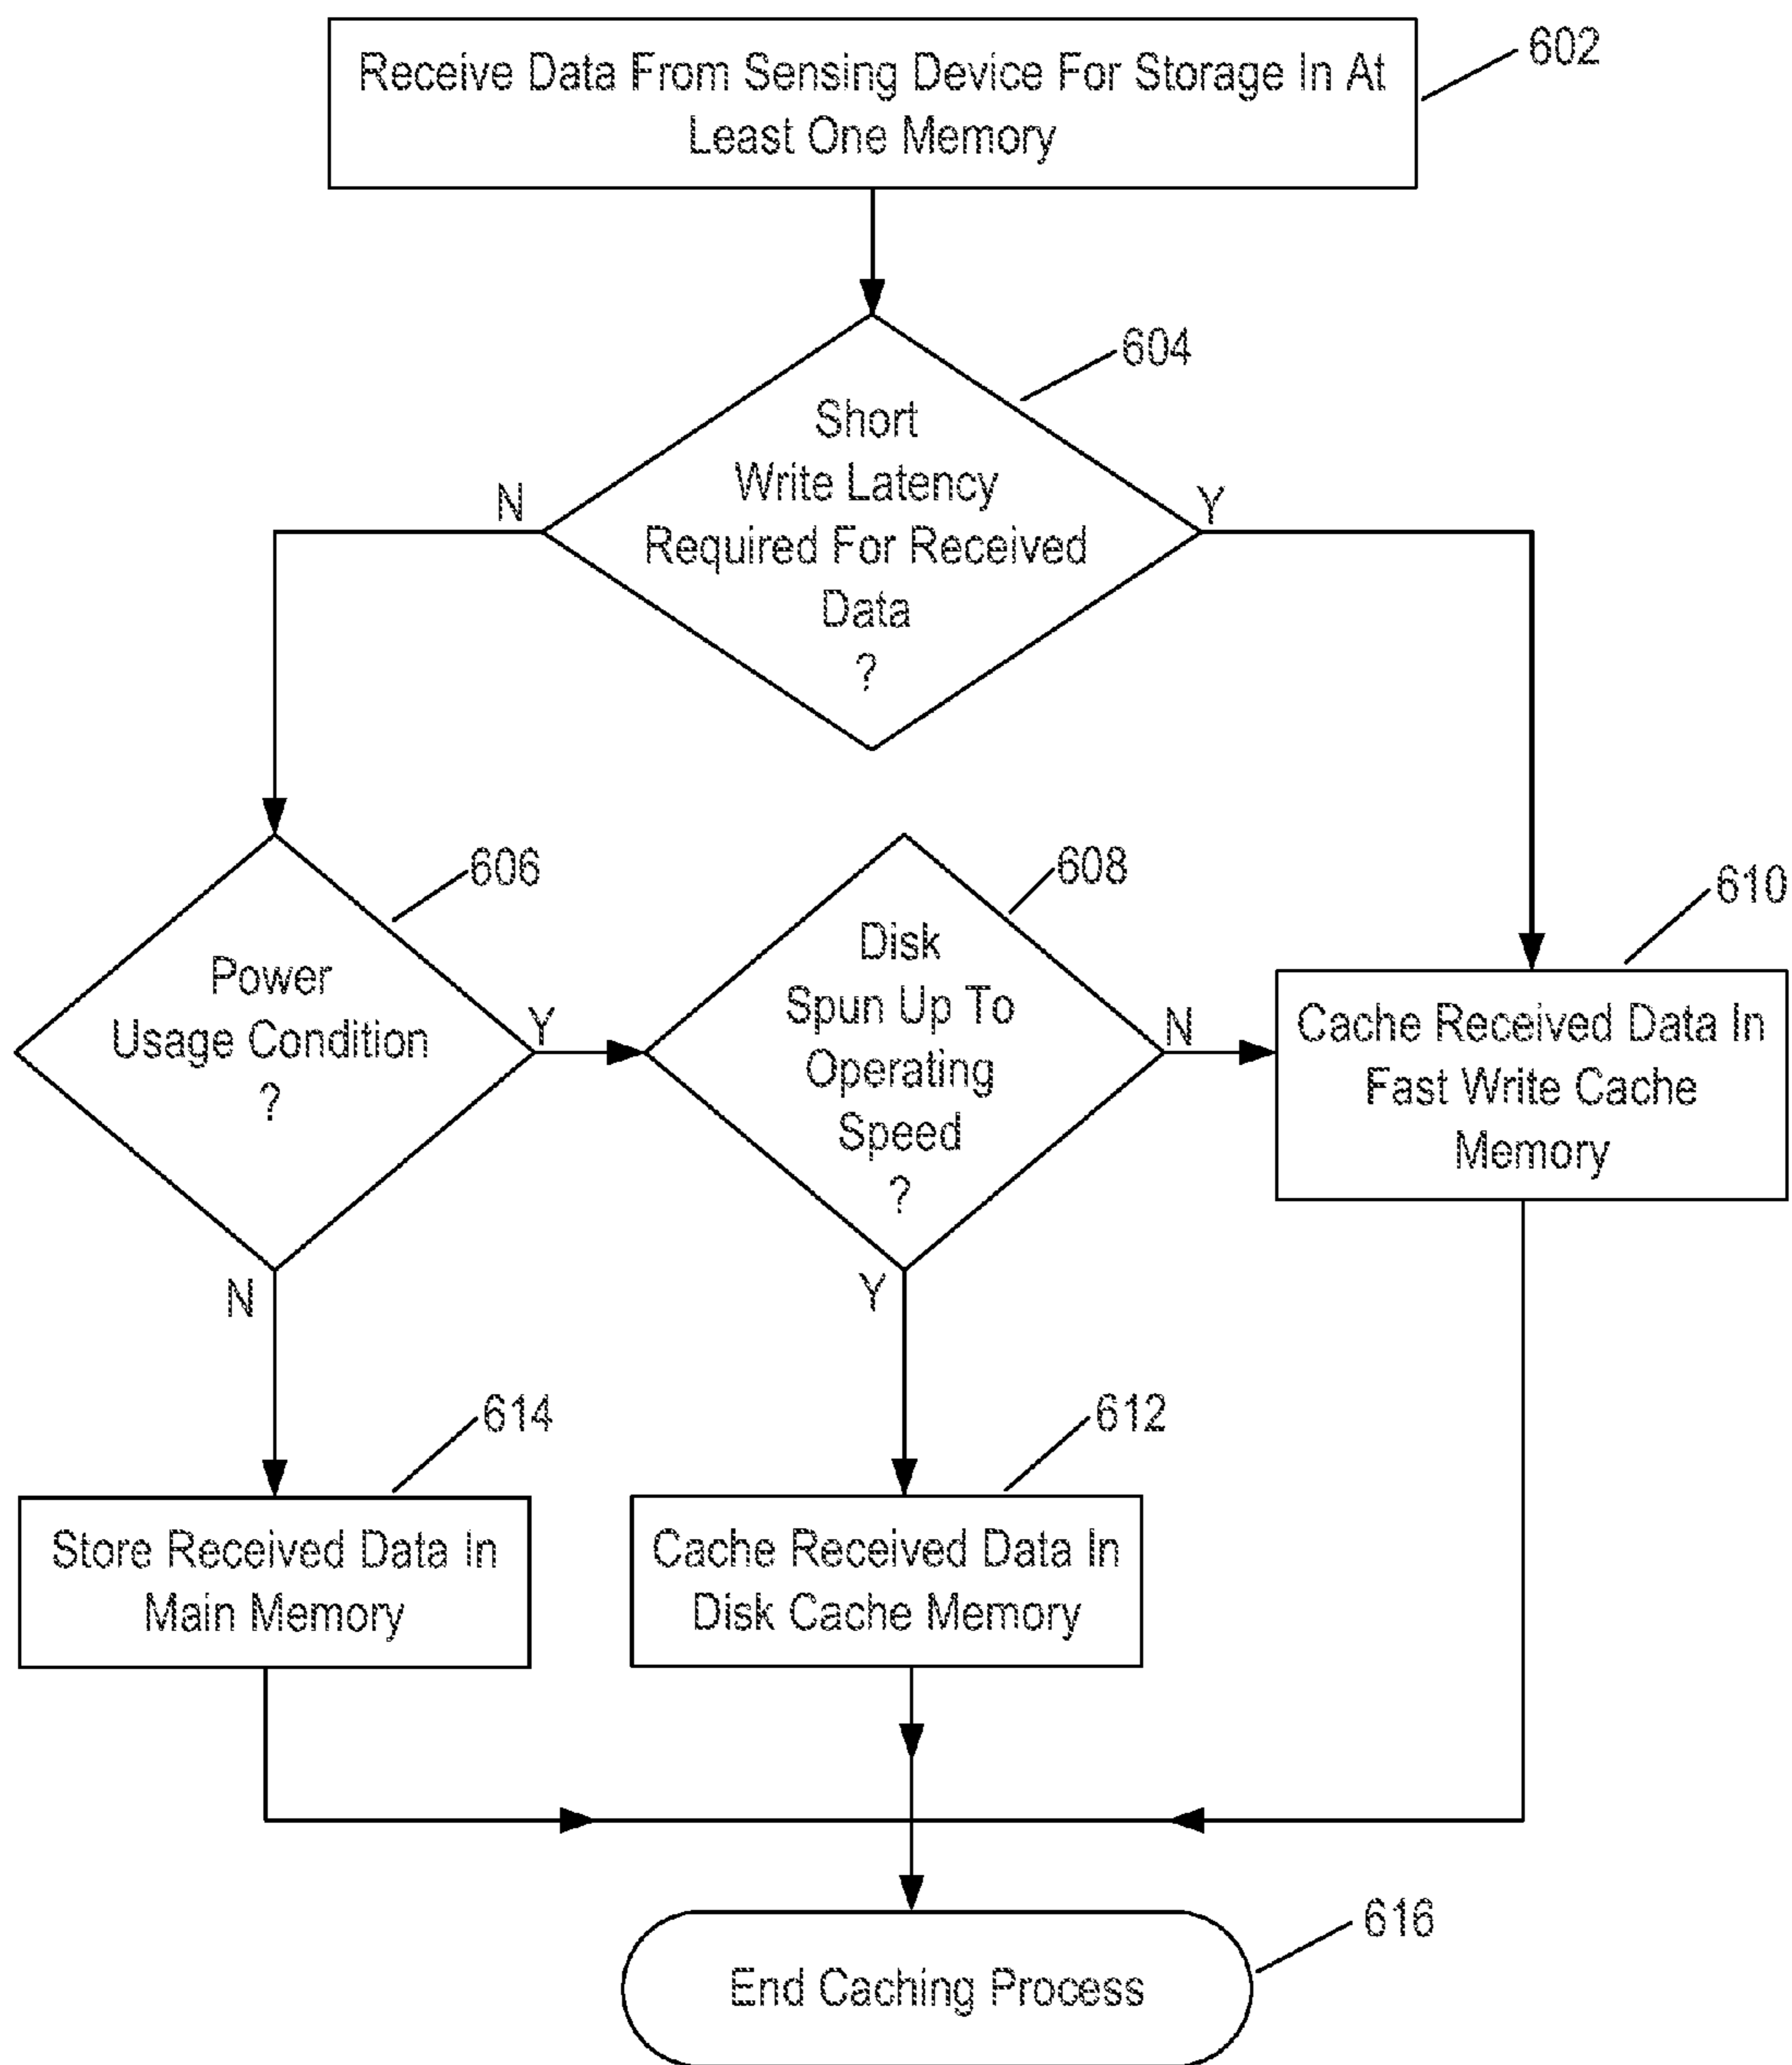 Receive Data From Sensing Device For Storage In At
Least One Memory
602
604
Short
Write Latency
Required For Received
Data
?
N
Y
606
Power
Usage Condition
?
Y
N
608
Disk
Spun Up To
Operating
Speed
?
N
Y
610
Cache Received Data In
Fast Write Cache
Memory
614
Store Received Data In
Main Memory
612
Cache Received Data In
Disk Cache Memory
616
End Caching Process